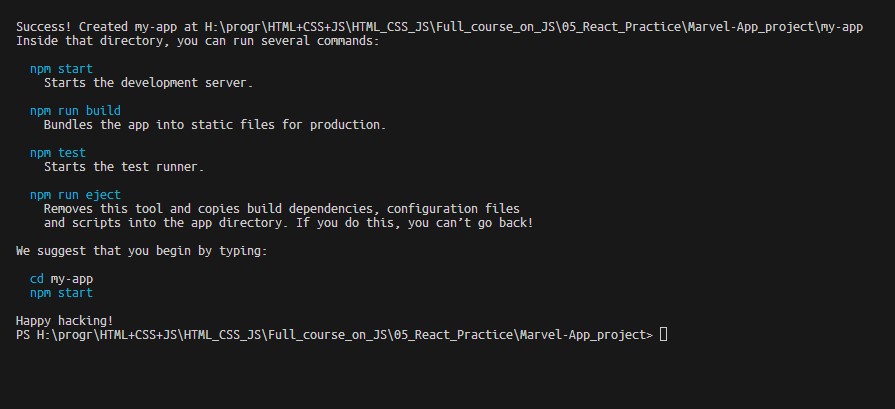 Success! Created my-app at H:\progr\HTML+CSS+JS\HTML_CSS_JS\Full_course_on_JS\05_React_Practice\Marvel-App_project\my-app
Inside that directory, you can run several commands:
npm start
Starts the development server.
npm run build
Bundles the app into static files for production.
npm test
Starts the test runner.
npm run eject
Removes this tool and copies build dependencies, configuration files
and scripts into the app directory. If you do this, you can’t go back!
We suggest that you begin by typing:
cd my-app
npm start
Happy hacking!
PS H:\progr\HTML+CSS+JS\HTML_CSS_JS\Full_course_on_JS\05_React_Practice\Marvel-App_project>